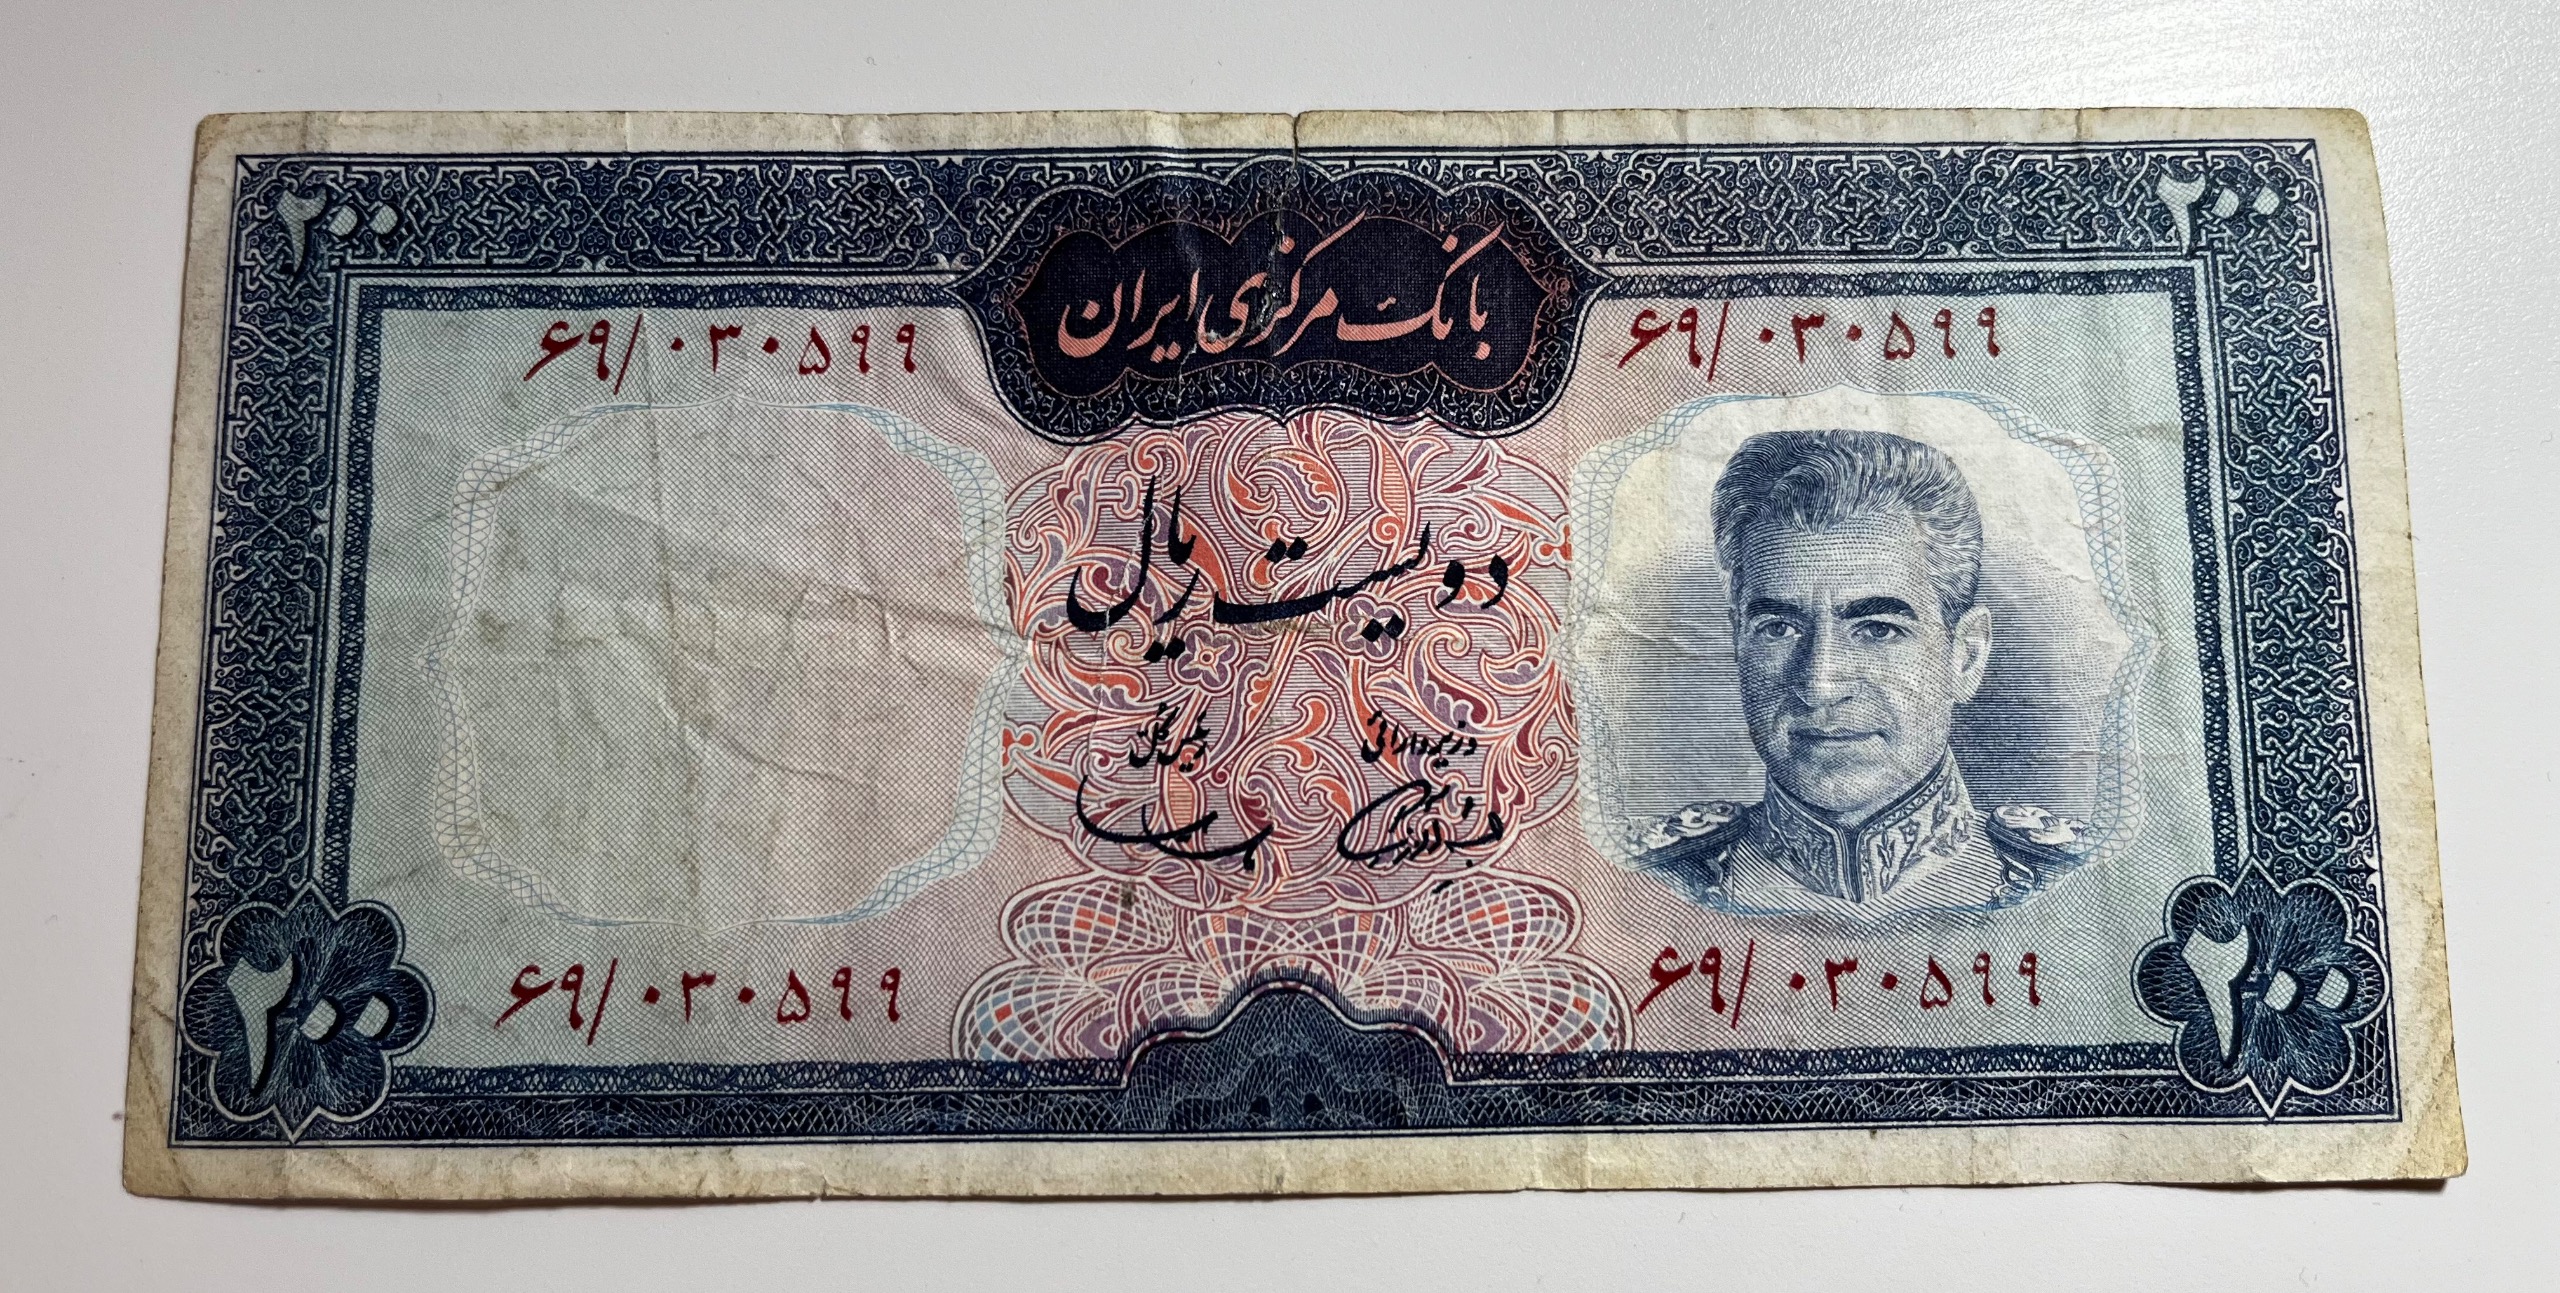 ۲۰۰
۲۰۰
بانک مرکزی ایران
۶۹/۰۳۰۵۹۹
۶۹/۰۳۰۵۹۹
دویست ریال
وزیر دارائی
رئیس کل
۶۹/۰۳۰۵۹۹
۶۹/۰۳۰۵۹۹
۲۰۰
۲۰۰